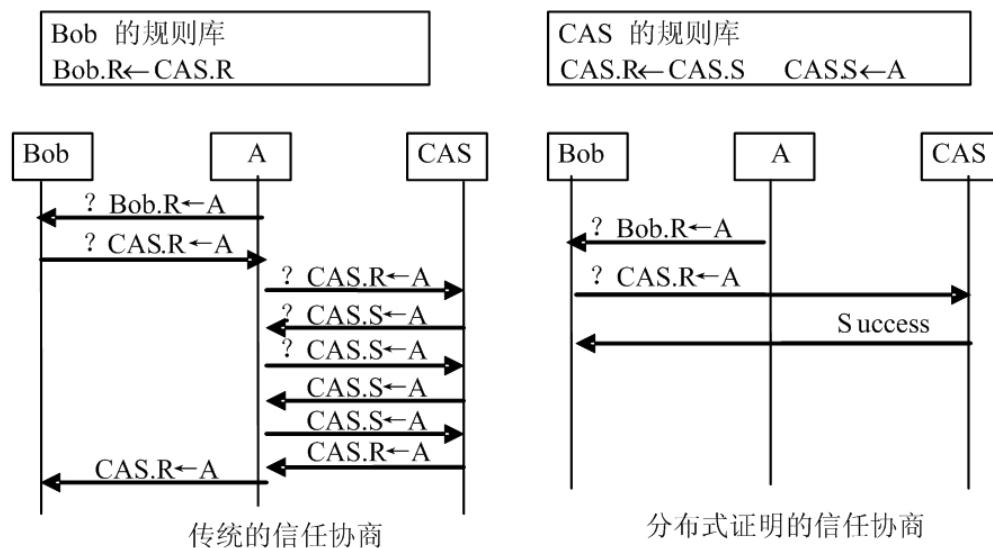 Bob 的规则库
Bob.R←CAS.R
CAS 的规则库
CAS.R←CAS.S CAS.S←A
Bob
A
CAS
? Bob.R←A
? CAS.R←A
? CAS.R←A
? CAS.S←A
? CAS.S←A
CAS.S←A
CAS.S←A
CAS.R←A
CAS.R←A
传统的信任协商
Bob
A
CAS
? Bob.R←A
? CAS.R←A
Success
分布式证明的信任协商